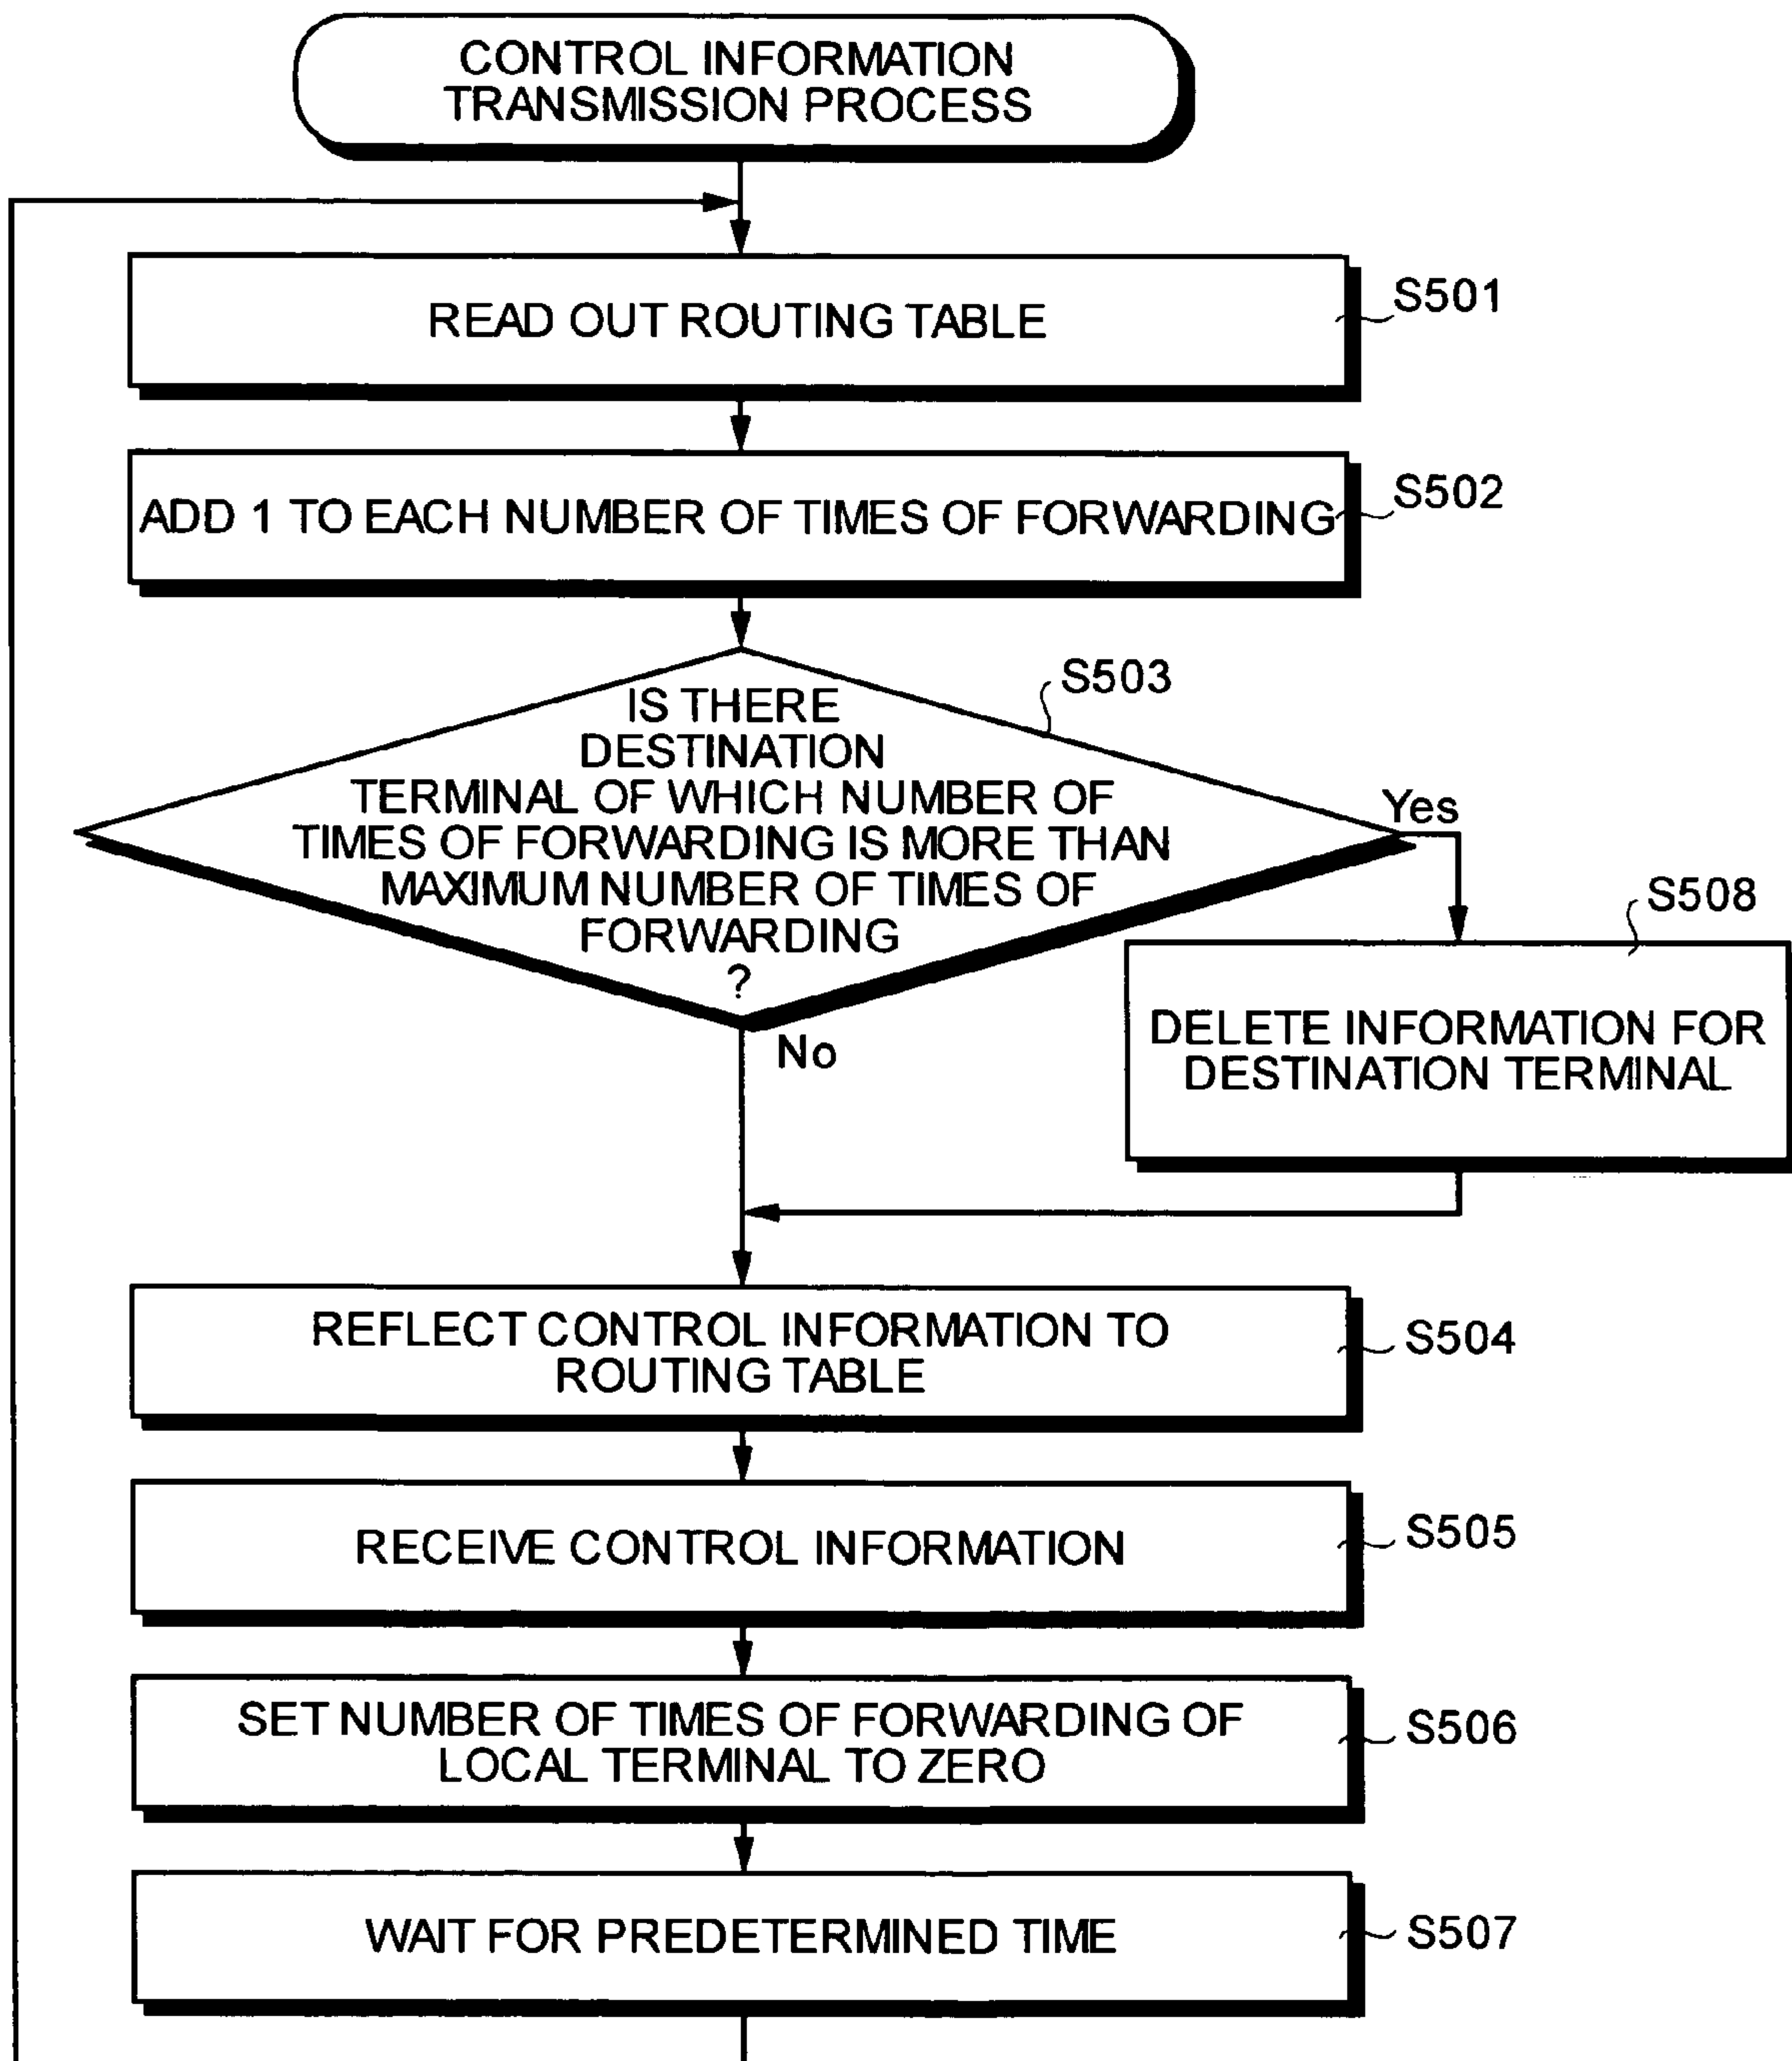 CONTROL INFORMATION
TRANSMISSION PROCESS
READ OUT ROUTING TABLE
S501
ADD 1 TO EACH NUMBER OF TIMES OF FORWARDING
S502
S503
IS THERE
DESTINATION
TERMINAL OF WHICH NUMBER OF
TIMES OF FORWARDING IS MORE THAN
MAXIMUM NUMBER OF TIMES OF
FORWARDING
?
Yes
No
S508
DELETE INFORMATION FOR
DESTINATION TERMINAL
REFLECT CONTROL INFORMATION TO
ROUTING TABLE
S504
RECEIVE CONTROL INFORMATION
S505
SET NUMBER OF TIMES OF FORWARDING OF
LOCAL TERMINAL TO ZERO
S506
WAIT FOR PREDETERMINED TIME
S507